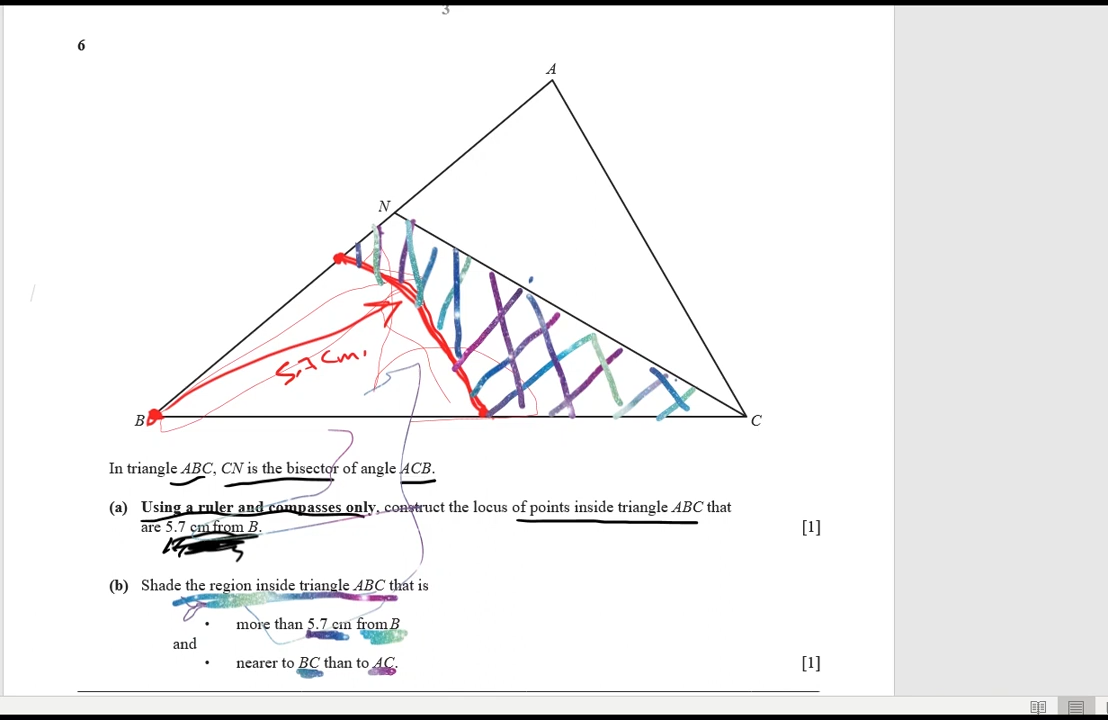 3
6
A
N
5.7 cm.
B
C
In triangle ABC, CN is the bisector of angle ACB.
(a) Using a ruler and compasses only, construct the locus of points inside triangle ABC that
are 5.7 cm from B. [1]
(b) Shade the region inside triangle ABC that is
• more than 5.7 cm from B
and
• nearer to BC than to AC. [1]